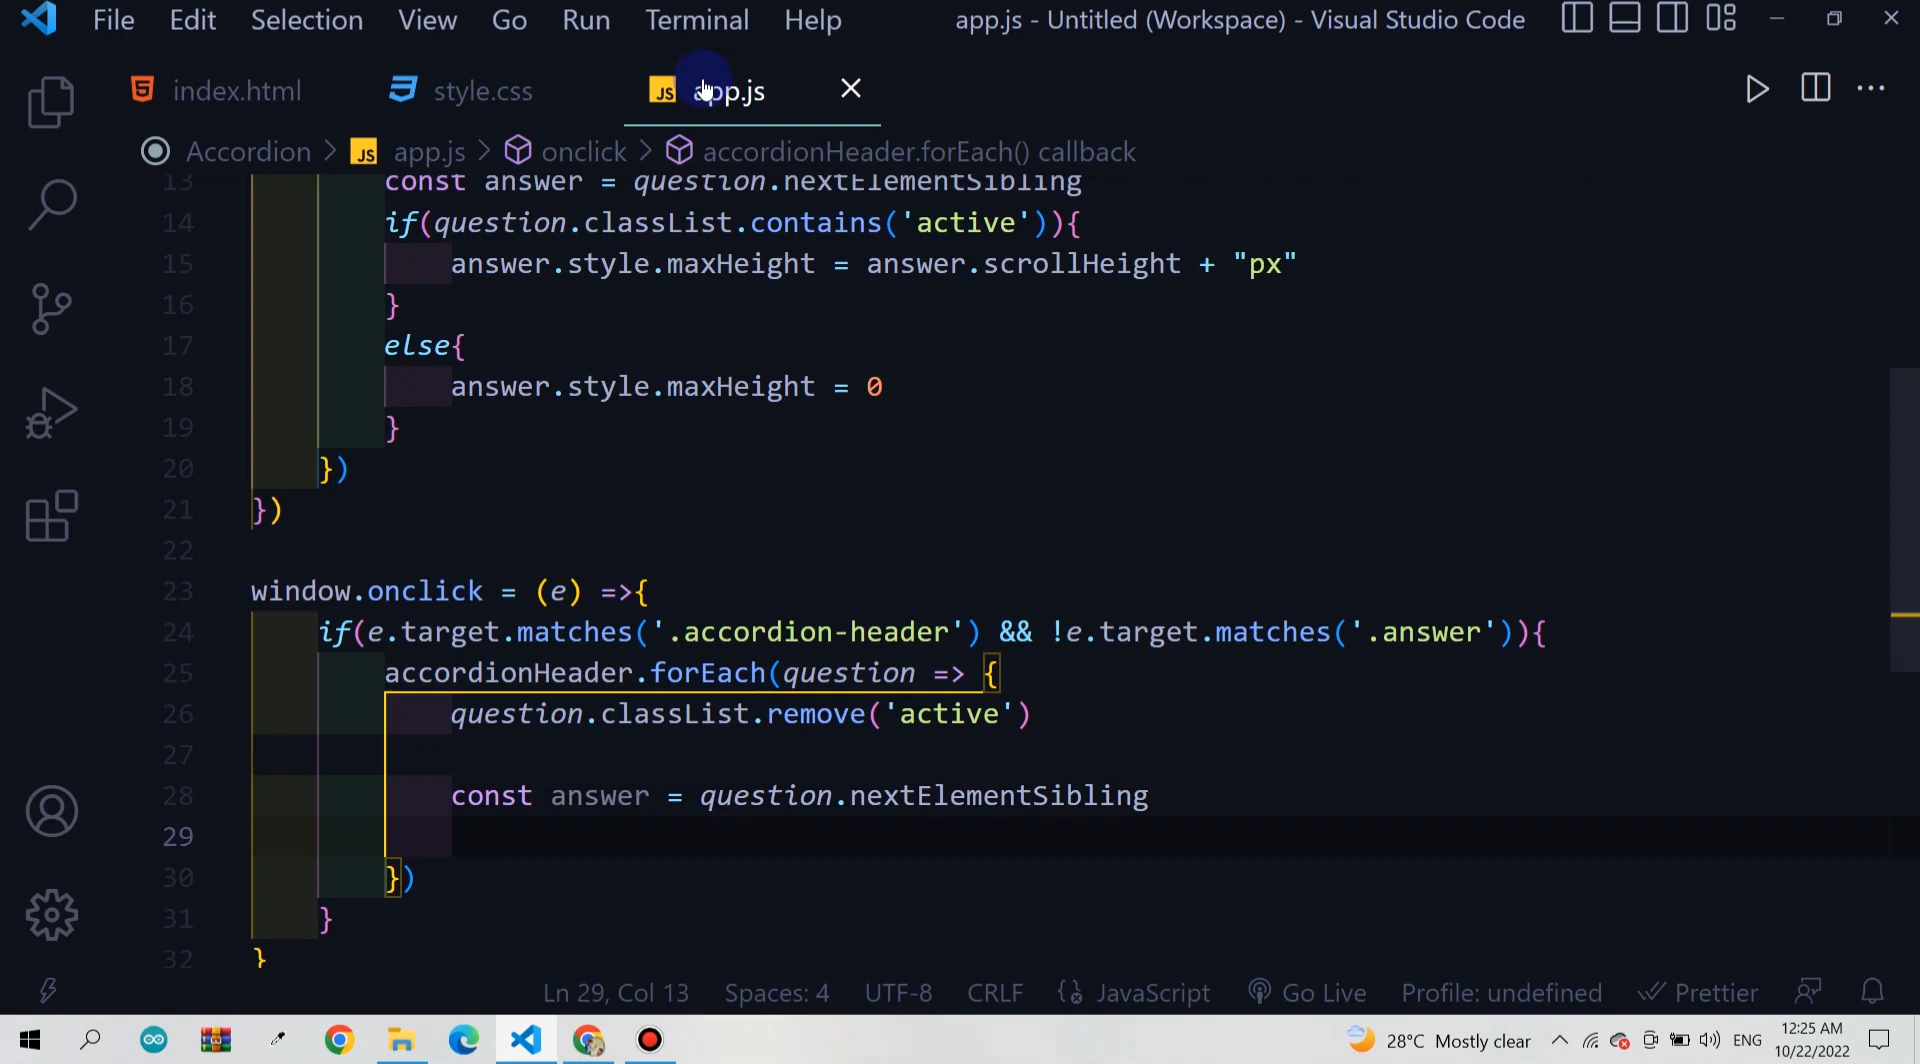 File Edit Selection View Go Run Terminal Help app.js - Untitled (Workspace) - Visual Studio Code
index.html style.css JS app.js
Accordion > JS app.js > onclick > accordionHeader.forEach() callback
13 const answer = question.nextElementSibling
14 if(question.classList.contains('active')){
15 answer.style.maxHeight = answer.scrollHeight + "px"
16 }
17 else{
18 answer.style.maxHeight = 0
19 }
20 })
21 })
22
23 window.onclick = (e) =>{
24 if(e.target.matches('.accordion-header') && !e.target.matches('.answer')){
25 accordionHeader.forEach(question => {
26 question.classList.remove('active')
27
28 const answer = question.nextElementSibling
29
30 })
31 }
32 }
Ln 29, Col 13 Spaces: 4 UTF-8 CRLF JavaScript Go Live Profile: undefined Prettier
28°C Mostly clear ENG 12:25 AM
10/22/2022